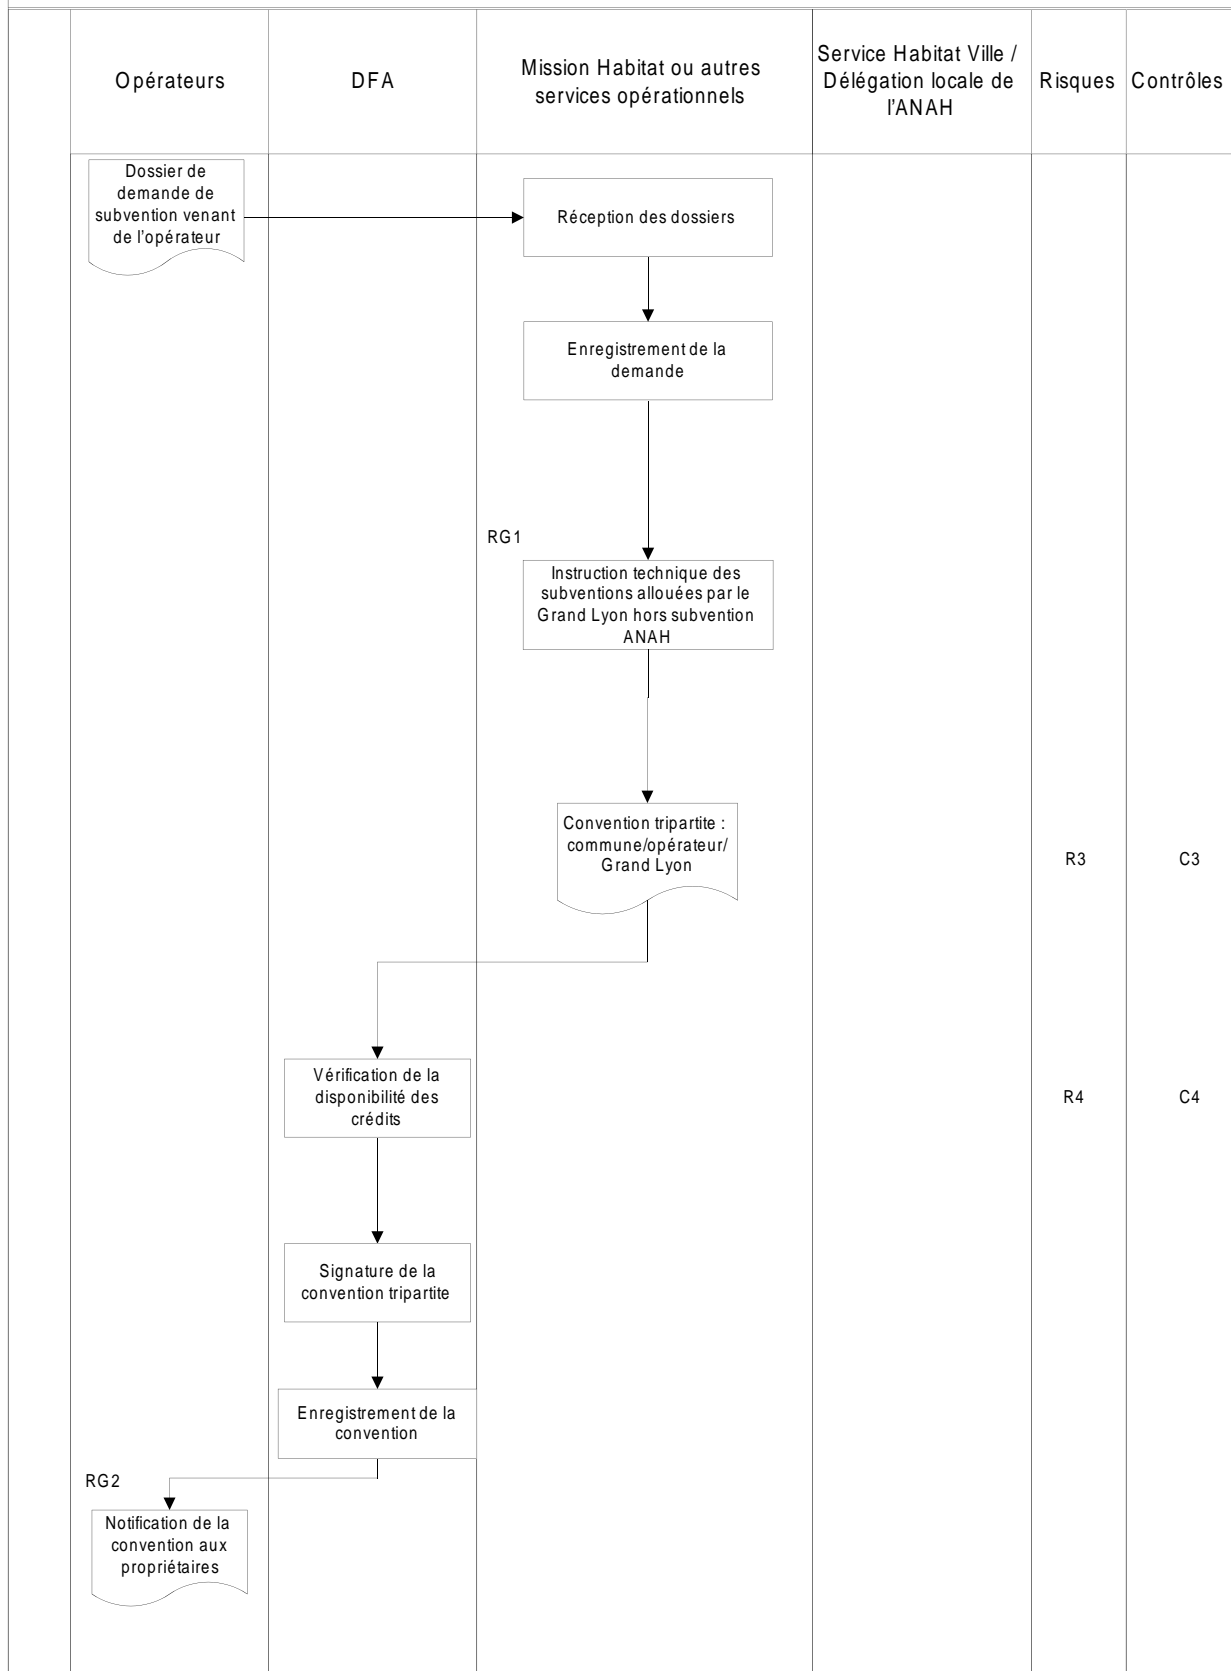 Opérateurs
DFA
Mission Habitat ou autres
services opérationnels
Service Habitat Ville /
Délégation locale de
l'ANAH
Risques
Contrôles
Dossier de
demande de
subvention venant
de l'opérateur
Réception des dossiers
Enregistrement de la
demande
RG1
Instruction technique des
subventions allouées par le
Grand Lyon hors subvention
ANAH
Convention tripartite :
commune/opérateur/
Grand Lyon
R3
C3
Vérification de la
disponibilité des
crédits
R4
C4
Signature de la
convention tripartite
Enregistrement de la
convention
RG2
Notification de la
convention aux
propriétaires